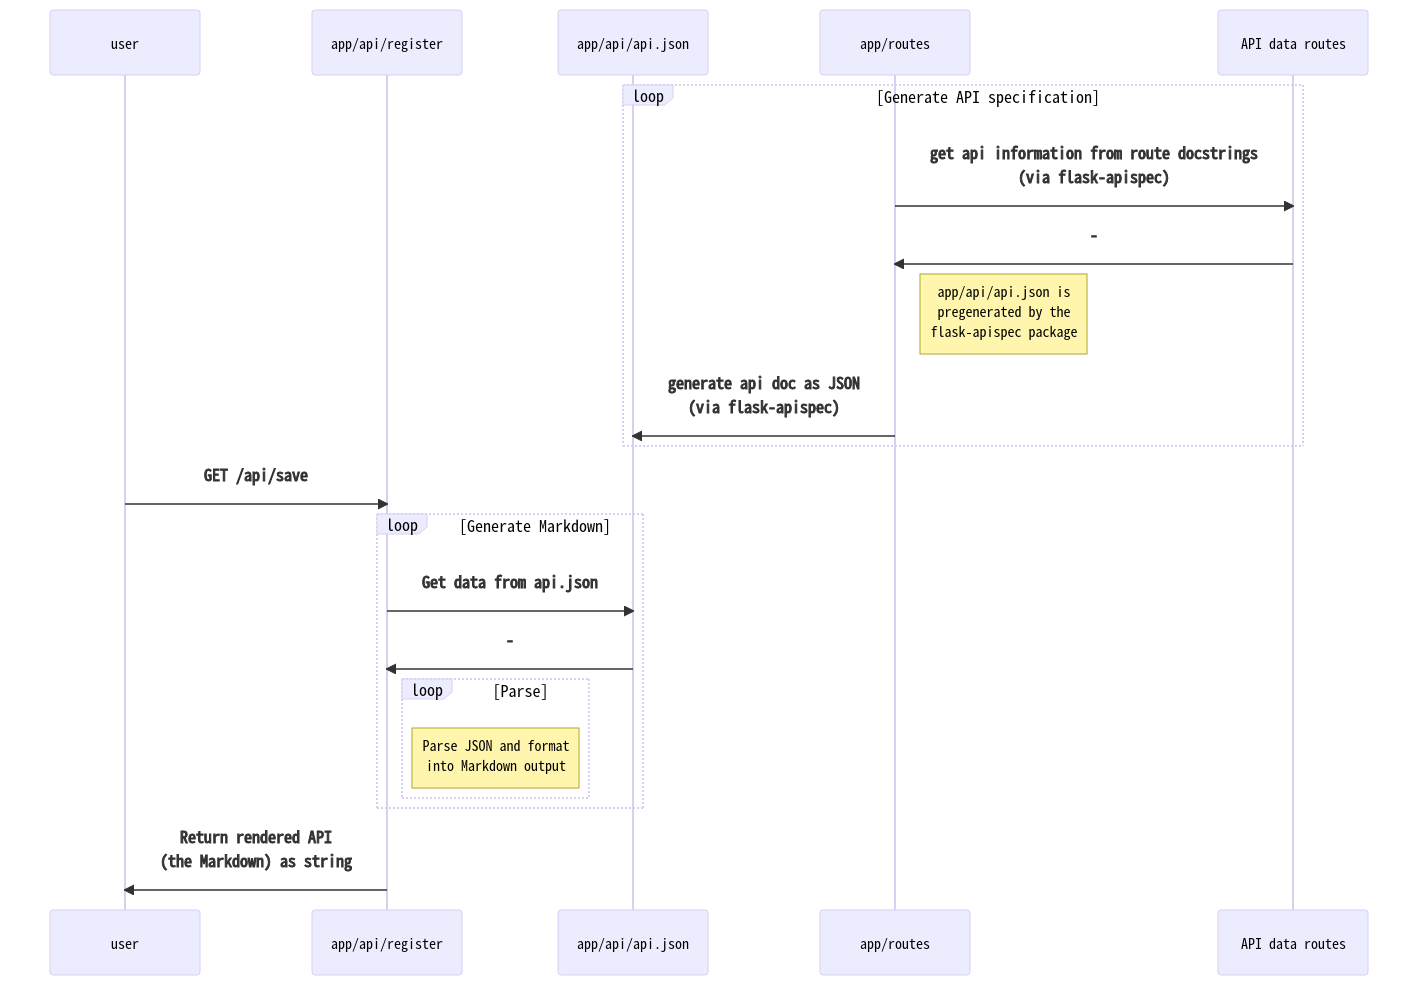 user
app/api/register
app/api/api.json
app/routes
API data routes
loop
[Generate API specification]
get api information from route docstrings
(via flask-apispec)
-
app/api/api.json is
pregenerated by the
flask-apispec package
generate api doc as JSON
(via flask-apispec)
GET /api/save
loop
[Generate Markdown]
Get data from api.json
-
loop
[Parse]
Parse JSON and format
into Markdown output
Return rendered API
(the Markdown) as string
user
app/api/register
app/api/api.json
app/routes
API data routes